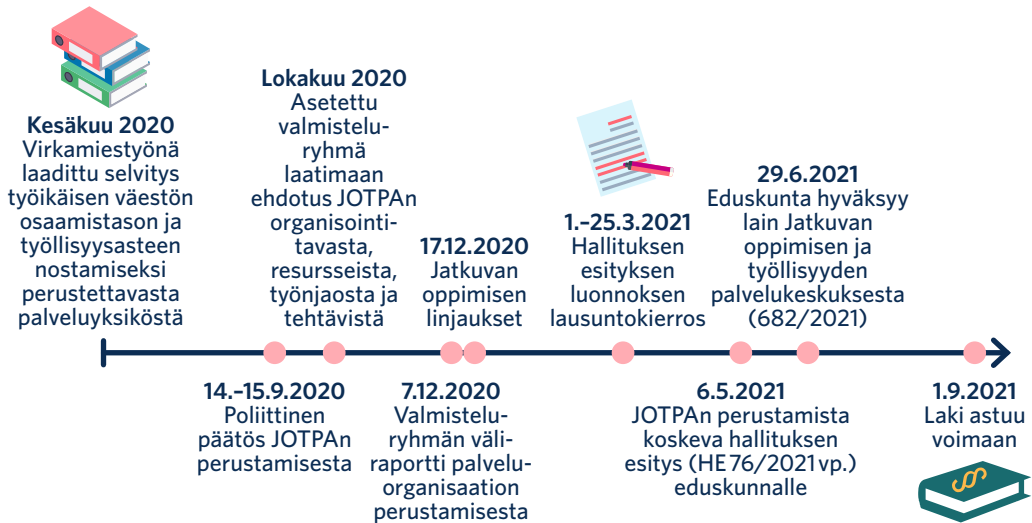 Kesäkuu 2020
Virkamiestyönä
laadittu selvitys
työikäisen väestön
osaamistason ja
työllisyysasteen
nostamiseksi
perustettavasta
palveluyksiköstä
14.–15.9.2020
Poliittinen
päätös JOTPAn
perustamisesta
Lokakuu 2020
Asetettu
valmistelu-
ryhmä
laatimaan
ehdotus JOTPAn
organisointi-
tavasta,
resursseista,
työnjaosta ja
tehtävistä
7.12.2020
Valmistelu-
ryhmän väli-
raportti palvelu-
organisaation
perustamisesta
17.12.2020
Jatkuvan
oppimisen
linjaukset
1.–25.3.2021
Hallituksen
esityksen
luonnoksen
lausuntokierros
6.5.2021
JOTPAn perustamista
koskeva hallituksen
esitys (HE 76/2021 vp.)
eduskunnalle
29.6.2021
Eduskunta hyväksyy
lain Jatkuvan
oppimisen ja
työllisyyden
palvelukeskuksesta
(682/2021)
1.9.2021
Laki astuu
voimaan
§